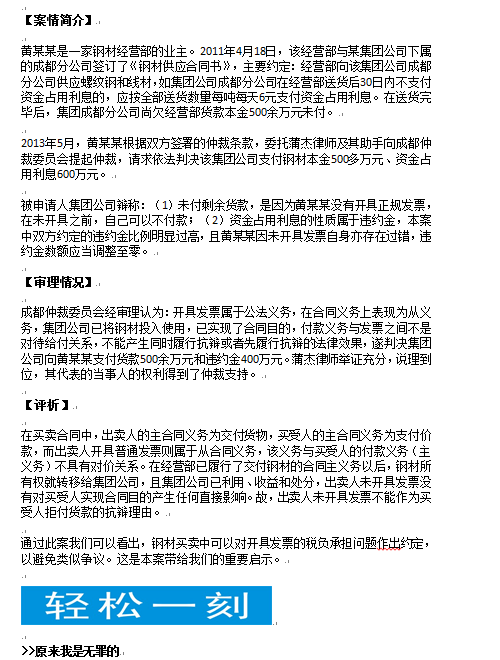 【案情简介】
黄某某是一家钢材经营部的业主。2011年4月18日，该经营部与某集团公司下属
的成都分公司签订了《钢材供应合同书》，主要约定：经营部向该集团公司成都
分公司供应螺纹钢和线材，如集团公司成都分公司在经营部送货后30日内不支付
资金占用利息的，应按全部送货数量每吨每天6元支付资金占用利息。在送货完
毕后，集团成都分公司尚欠经营部货款本金500余万元未付。
2013年5月，黄某某根据双方签署的仲裁条款，委托蒲杰律师及其助手向成都仲
裁委员会提起仲裁，请求依法判决该集团公司支付钢材本金500多万元、资金占
用利息600万元。
被申请人集团公司辩称：（1）未付剩余货款，是因为黄某某没有开具正规发票，
在未开具之前，自己可以不付款；（2）资金占用利息的性质属于违约金，本案
中双方约定的违约金比例明显过高，且黄某某因未开具发票自身亦存在过错，违
约金数额应当调整至零。
【审理情况】
成都仲裁委员会经审理认为：开具发票属于公法义务，在合同义务上表现为从义
务，集团公司已将钢材投入使用，已实现了合同目的，付款义务与发票之间不是
对待给付关系，不能产生同时履行抗辩或者先履行抗辩的法律效果，遂判决集团
公司向黄某某支付货款500余万元和违约金400万元。蒲杰律师举证充分，说理到
位，其代表的当事人的权利得到了仲裁支持。
【评析】
在买卖合同中，出卖人的主合同义务为交付货物，买受人的主合同义务为支付价
款，而出卖人开具普通发票则属于从合同义务，该义务与买受人的付款义务（主
义务）不具有对价关系。在经营部已履行了交付钢材的合同主义务以后，钢材所
有权就转移给集团公司，且集团公司已利用、收益和处分，出卖人未开具发票没
有对买受人实现合同目的产生任何直接影响。故，出卖人未开具发票不能作为买
受人拒付货款的抗辩理由。
通过此案我们可以看出，钢材买卖中可以对开具发票的税负承担问题作出约定，
以避免类似争议。这是本案带给我们的重要启示。
轻松一刻
>>原来我是无罪的